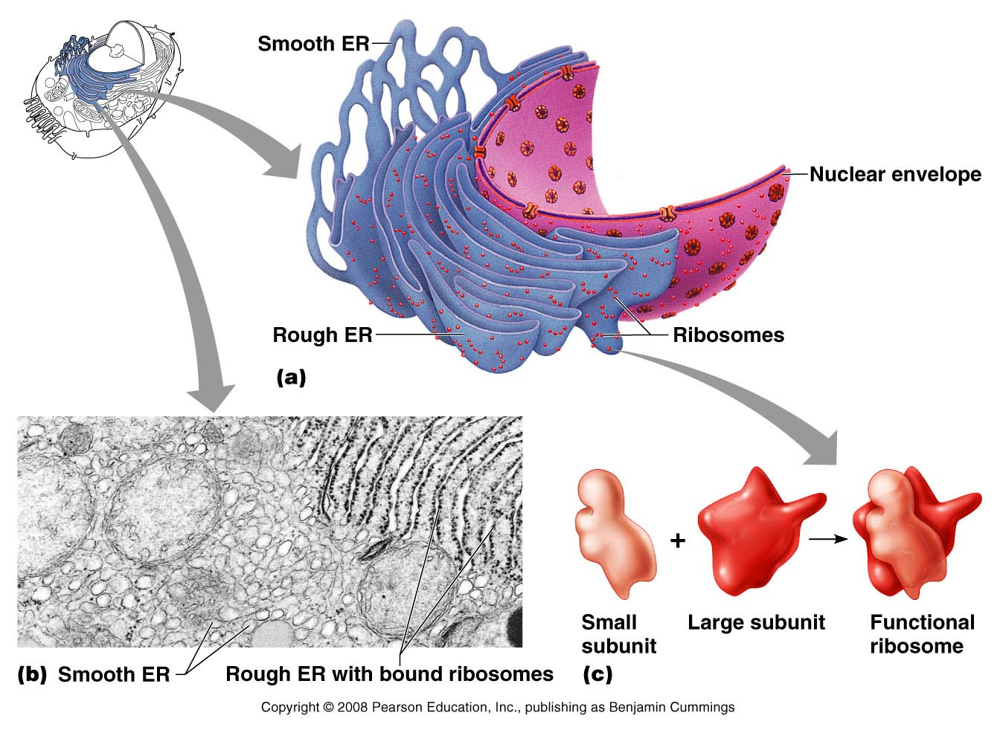 Smooth ER
Nuclear envelope
Rough ER
Ribosomes
(a)
+
Small
subunit
Large subunit
Functional
ribosome
(b) Smooth ER
Rough ER with bound ribosomes
(c)
Copyright © 2008 Pearson Education, Inc., publishing as Benjamin Cummings